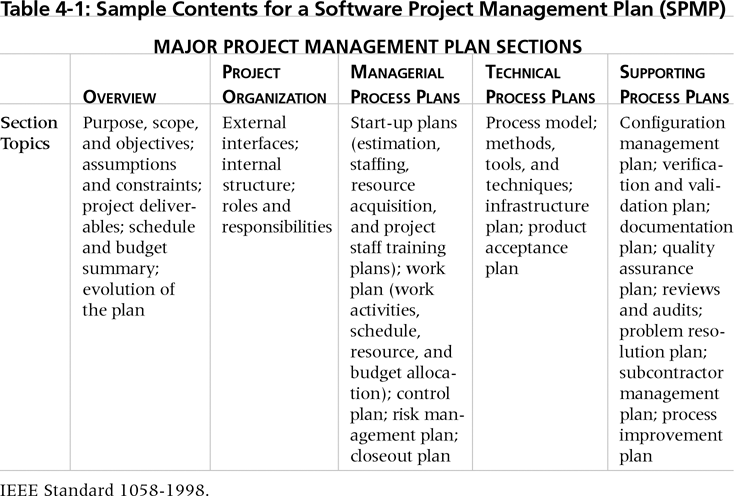 Table 4-1: Sample Contents for a Software Project Management Plan (SPMP)
MAJOR PROJECT MANAGEMENT PLAN SECTIONS
OVERVIEW
PROJECT
ORGANIZATION
MANAGERIAL
PROCESS PLANS
TECHNICAL
PROCESS PLANS
SUPPORTING
PROCESS PLANS
Section
Topics
Purpose, scope,
and objectives;
assumptions
and constraints;
project deliver-
ables; schedule
and budget
summary;
evolution of
the plan
External
interfaces;
internal
structure;
roles and
responsibilities
Start-up plans
(estimation,
staffing,
resource
acquisition,
and project
staff training
plans); work
plan (work
activities,
schedule,
resource, and
budget alloca-
tion); control
plan; risk man-
agement plan;
closeout plan
Process model;
methods,
tools, and
techniques;
infrastructure
plan; product
acceptance
plan
Configuration
management
plan; verifica-
tion and vali-
dation plan;
documentation
plan; quality
assurance
plan; reviews
and audits;
problem reso-
lution plan;
subcontractor
management
plan; process
improvement
plan
IEEE Standard 1058-1998.